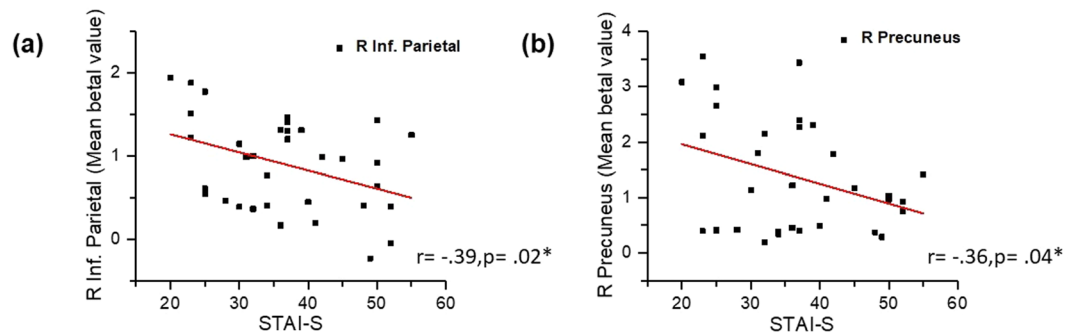 (a)
R Inf. Parietal
R Inf. Parietal (Mean betal value)
2
1
0
20 30 40 50 60
STAI-S
r= -.39,p= .02*
(b)
R Precuneus
R Precuneus (Mean betal value)
4
3
2
1
0
20 30 40 50 60
STAI-S
r= -.36,p= .04*